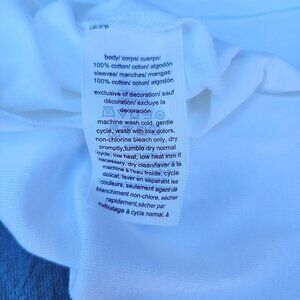 body/ corps/ cuerpo:
100% cotton/ coton/ algodón
sleeves/ manches/ mangas:
100% cotton/ coton/ algodón
exclusive of decoration/ sauf
décoration/ excluye la
decoración
machine wash cold, gentle
cycle, wash with like colors,
non-chlorine bleach only, dry
promptly,tumble dry normal
cycle, low heat, low heat iron if
necessary, dry clean/laver à la
machine à l'eau froide, cycle
délicat, laver en séparant les
couleurs, seulement agent de
blanchiment non-chlore, sécher
rapidement,sécher par
culbutage à cycle normal, à